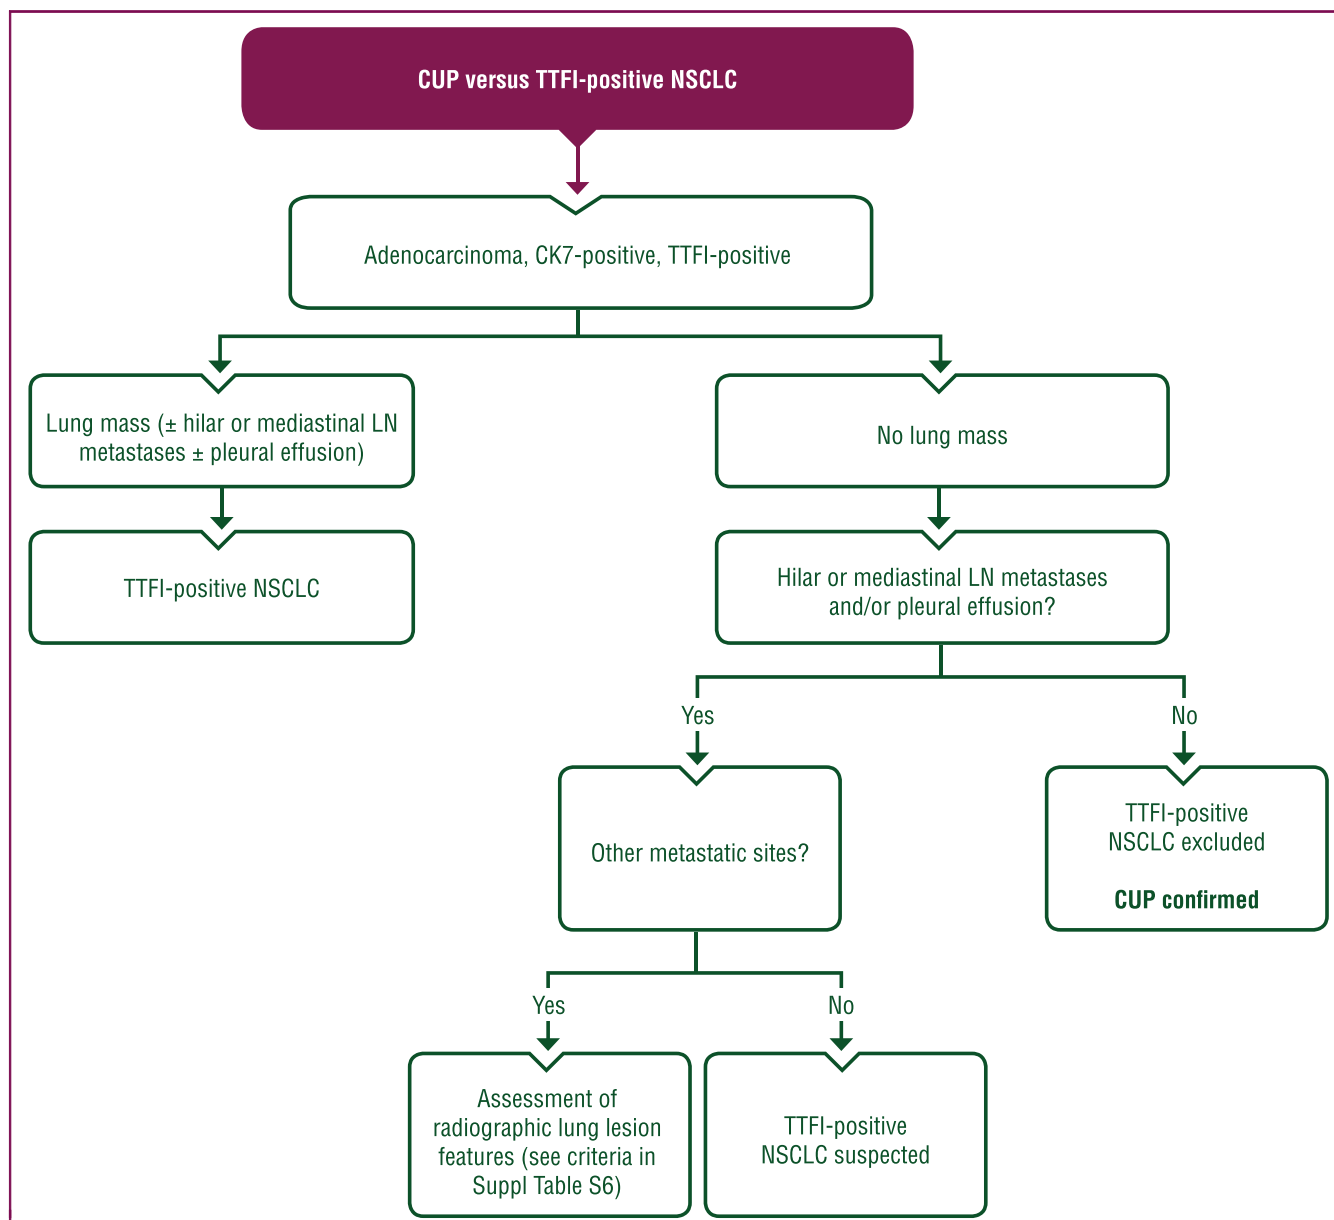 CUP versus TTFI-positive NSCLC
Adenocarcinoma, CK7-positive, TTFI-positive
Lung mass (± hilar or mediastinal LN
metastases ± pleural effusion)
No lung mass
TTFI-positive NSCLC
Hilar or mediastinal LN metastases
and/or pleural effusion?
Yes
No
Other metastatic sites?
TTFI-positive
NSCLC excluded
CUP confirmed
Yes
No
Assessment of
radiographic lung lesion
features (see criteria in
Suppl Table S6)
TTFI-positive
NSCLC suspected